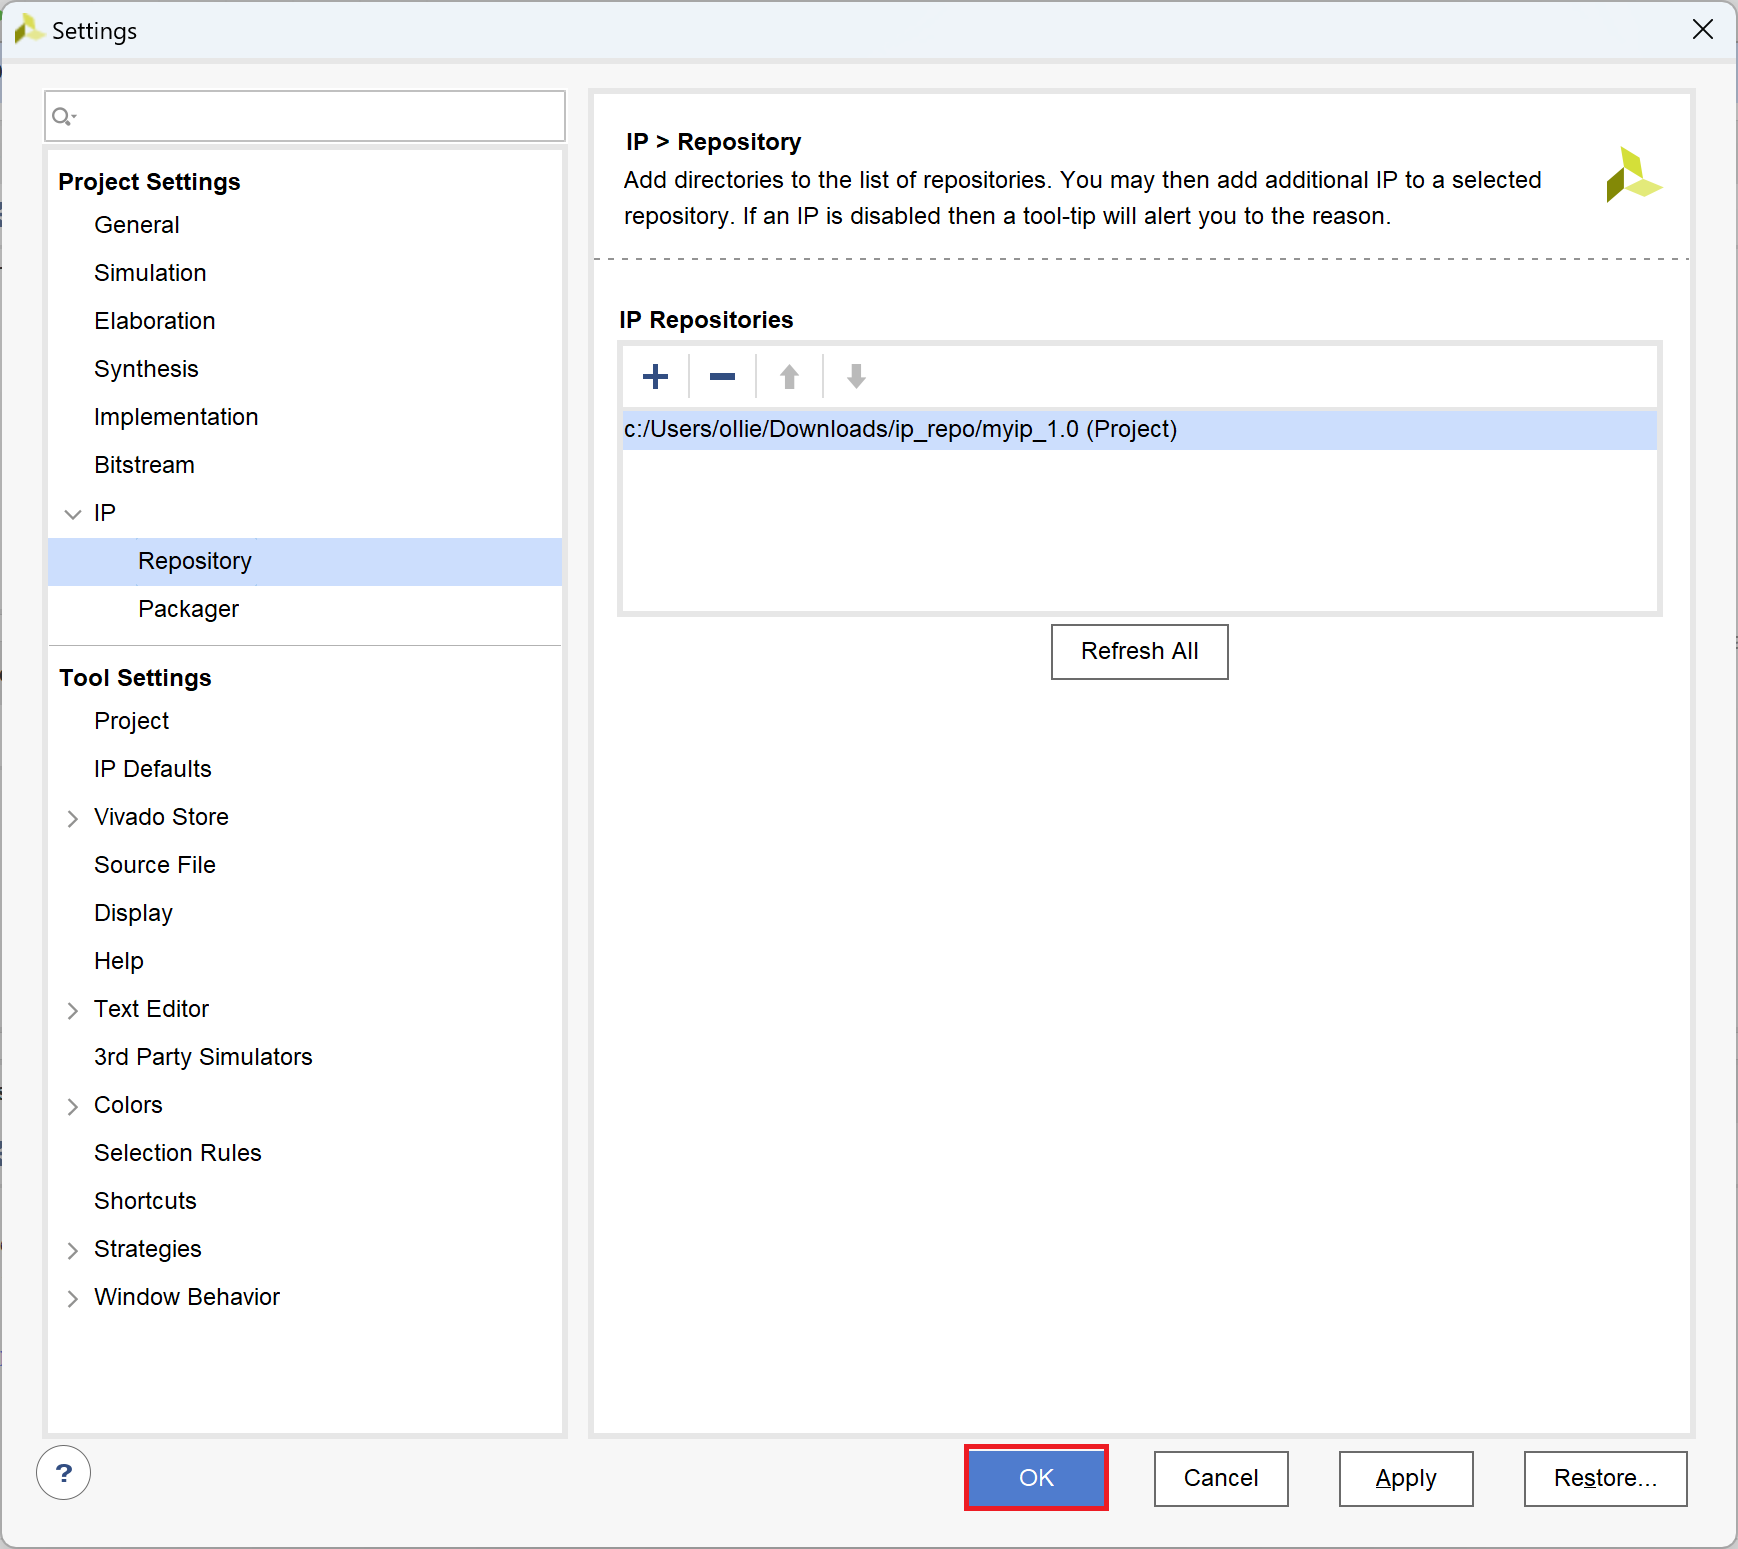 Settings
Project Settings
General
Simulation
Elaboration
Synthesis
Implementation
Bitstream
IP
Repository
Packager
Tool Settings
Project
IP Defaults
Vivado Store
Source File
Display
Help
Text Editor
3rd Party Simulators
Colors
Selection Rules
Shortcuts
Strategies
Window Behavior
IP > Repository
Add directories to the list of repositories. You may then add additional IP to a selected
repository. If an IP is disabled then a tool-tip will alert you to the reason.
IP Repositories
c:/Users/ollie/Downloads/ip_repo/myip_1.0 (Project)
Refresh All
?
OK
Cancel
Apply
Restore...